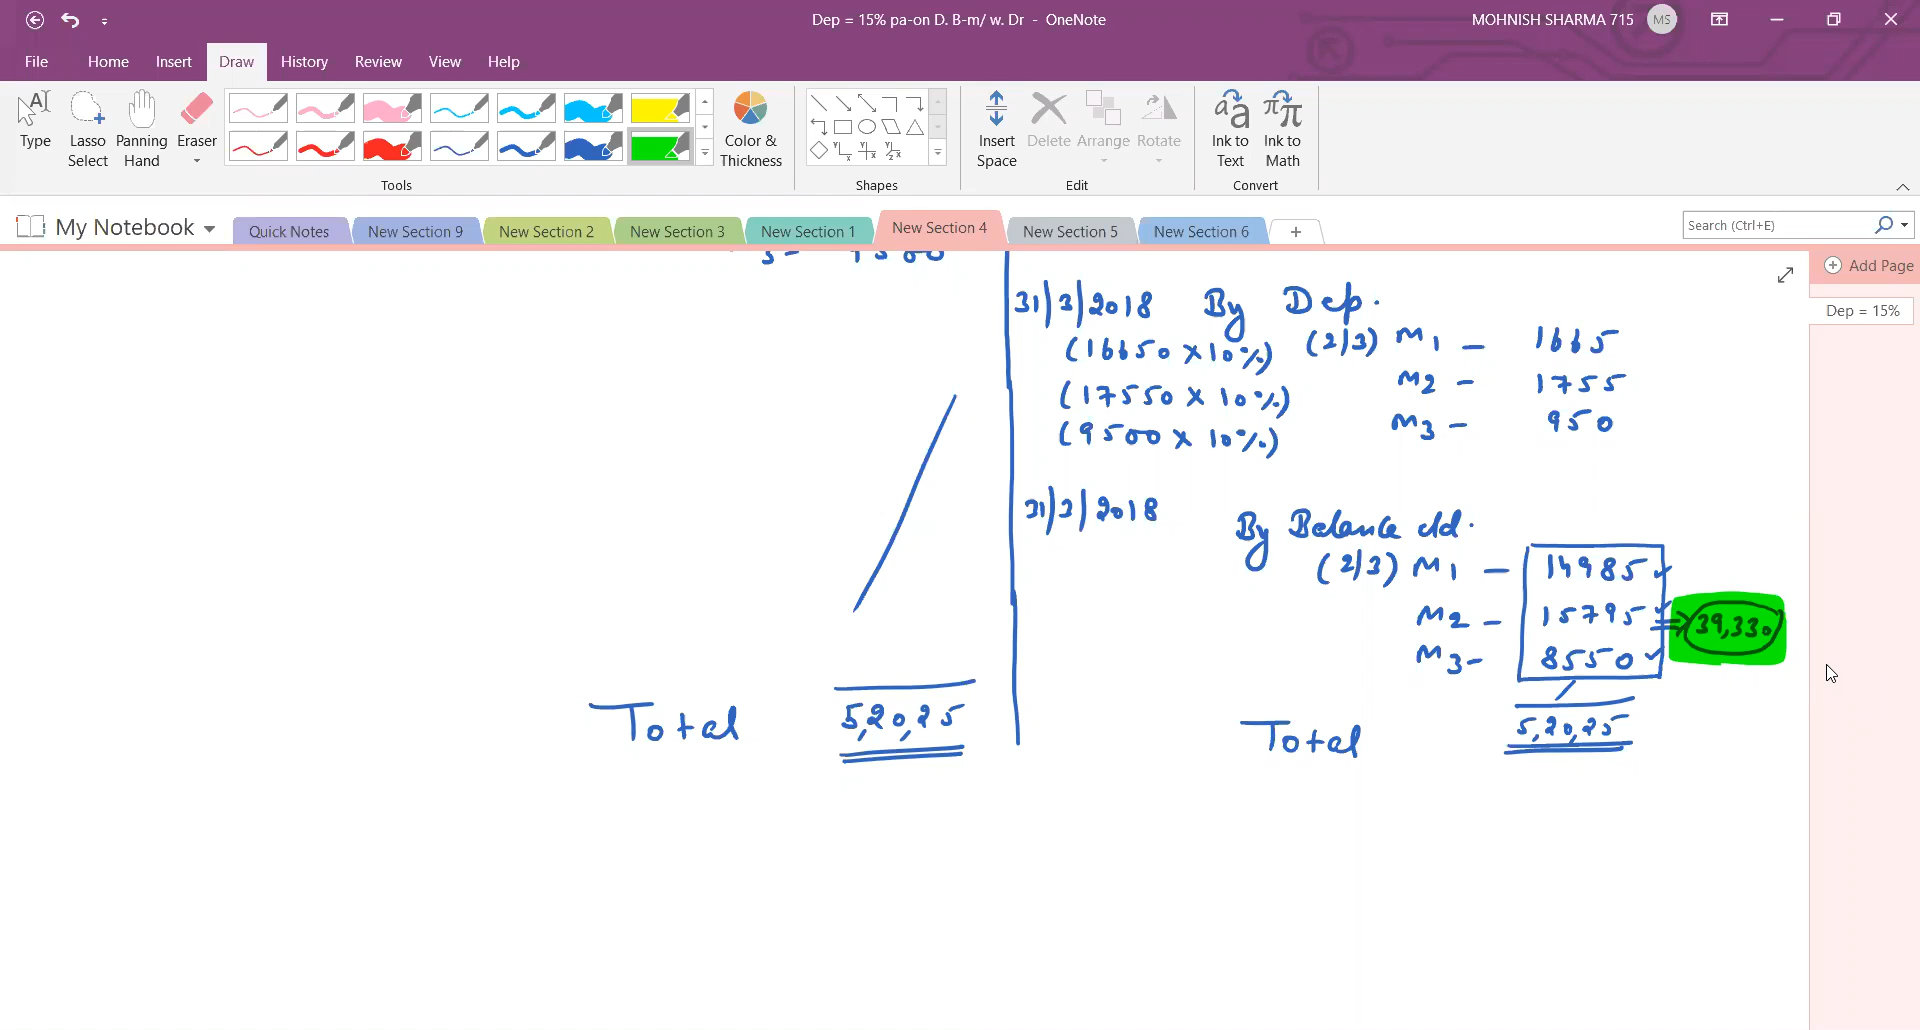 Dep = 15% pa-on D. B-m/ w. Dr - OneNote
MOHNISH SHARMA 715
MS
File Home Insert Draw History Review View Help
Type
Lasso Select
Panning Hand
Eraser
Color & Thickness
Insert Space
Delete
Arrange
Rotate
Ink to Text
Ink to Math
Tools
Shapes
Edit
Convert
My Notebook
Quick Notes
New Section 9
New Section 2
New Section 3
New Section 1
New Section 4
New Section 5
New Section 6
Search (Ctrl+E)
Add Page
Dep = 15%
31/3/2018 By Dep.
(16650 x 10%) (2/3) M1 - 1665
(17550 x 10%) M2 - 1755
(9500 x 10%) M3 - 950
31/3/2018
By Balance c/d.
(2/3) M1 - 14985
M2 - 15795
39,330
M3 - 8550
Total 5,20,25
Total 5,20,25